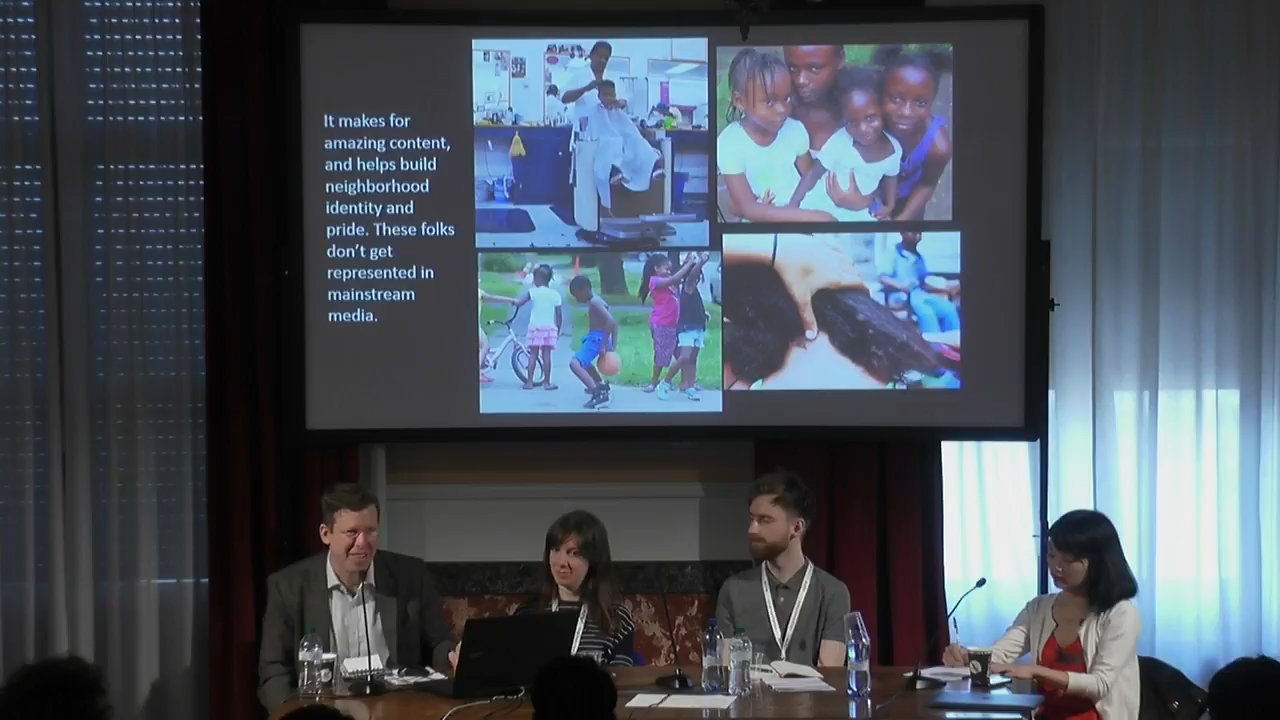 It makes for
amazing content,
and helps build
neighborhood
identity and
pride. These folks
don't get
represented in
mainstream
media.